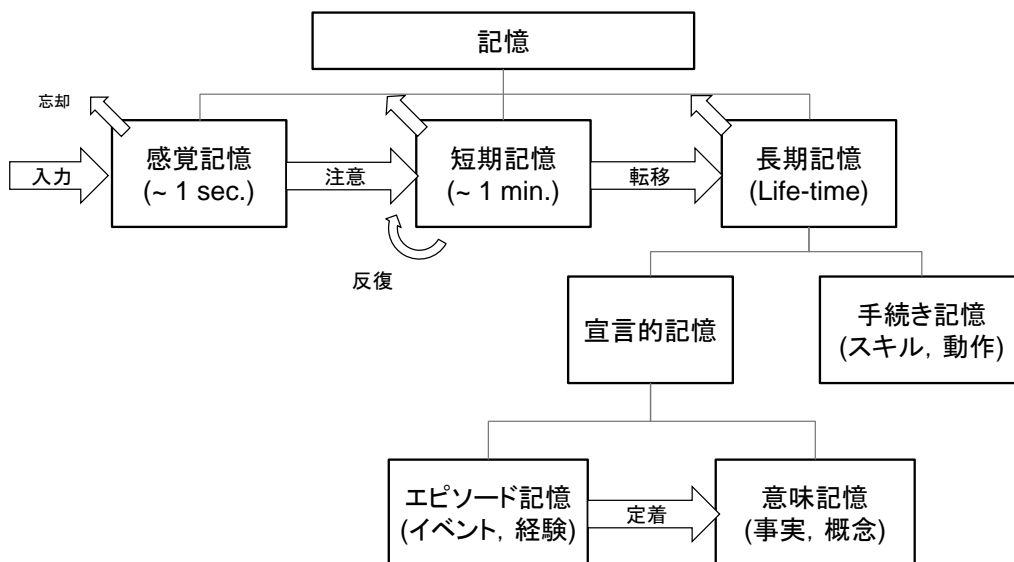 記憶
忘却
入力
感覚記憶
(~ 1 sec.)
注意
短期記憶
(~ 1 min.)
転移
長期記憶
(Life-time)
反復
宣言的記憶
手続き記憶
(スキル，動作)
エピソード記憶
(イベント，経験)
定着
意味記憶
(事実，概念)